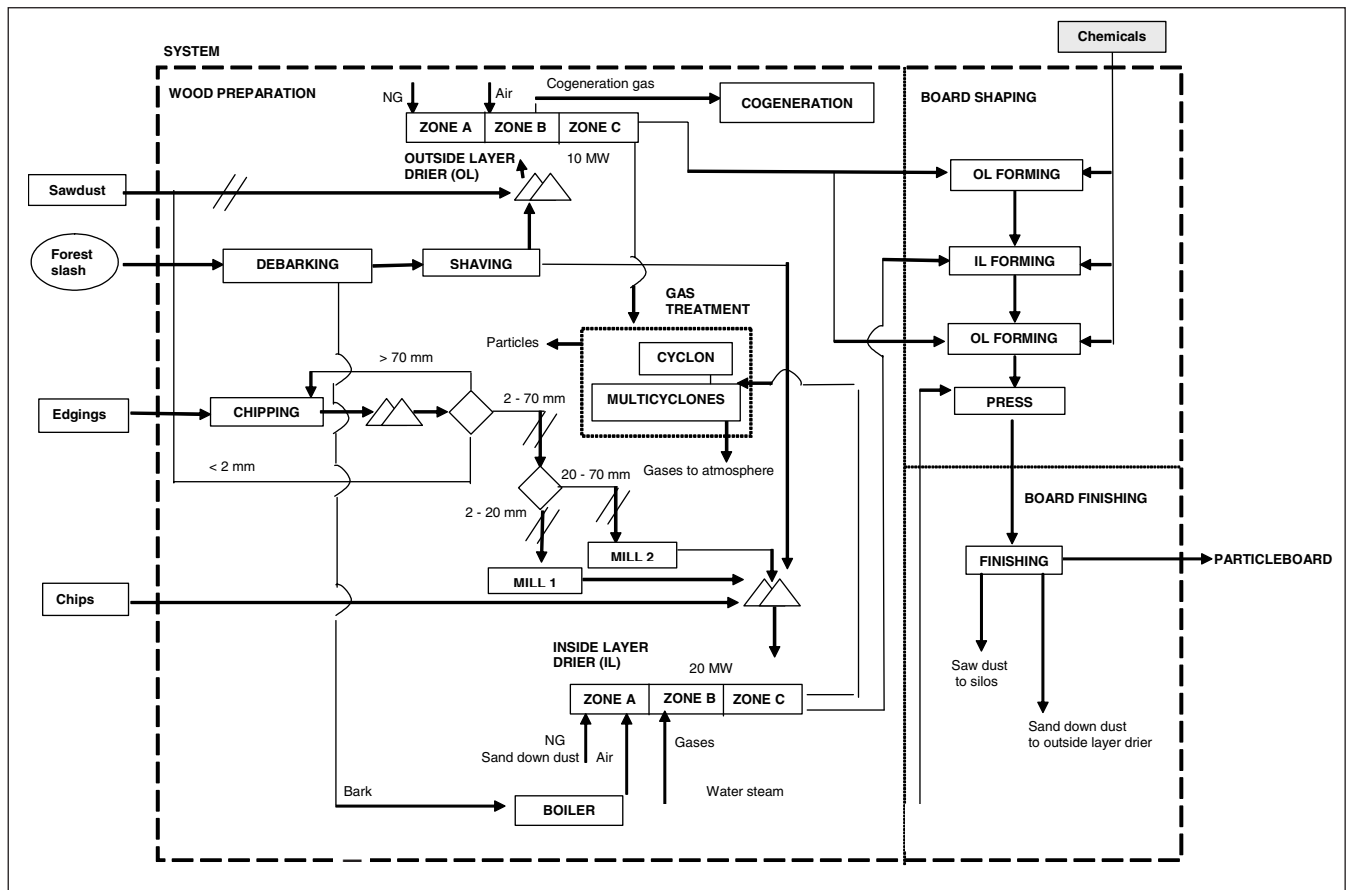 Chemicals
SYSTEM
WOOD PREPARATION
NG
Air
Cogeneration gas
COGENERATION
BOARD SHAPING
ZONE A
ZONE B
ZONE C
OUTSIDE LAYER
DRIER (OL)
10 MW
OL FORMING
Sawdust
Forest
slash
DEBARKING
SHAVING
IL FORMING
GAS
TREATMENT
OL FORMING
Particles
CYCLON
> 70 mm
MULTICYCLONES
PRESS
Edgings
CHIPPING
2 - 70 mm
< 2 mm
Gases to atmosphere
20 - 70 mm
2 - 20 mm
BOARD FINISHING
MILL 2
FINISHING
PARTICLEBOARD
MILL 1
Chips
INSIDE LAYER
DRIER (IL)
20 MW
Saw dust
to silos
ZONE A
ZONE B
ZONE C
Sand down dust
to outside layer drier
NG
Sand down dust
Air
Gases
Bark
Water steam
BOILER